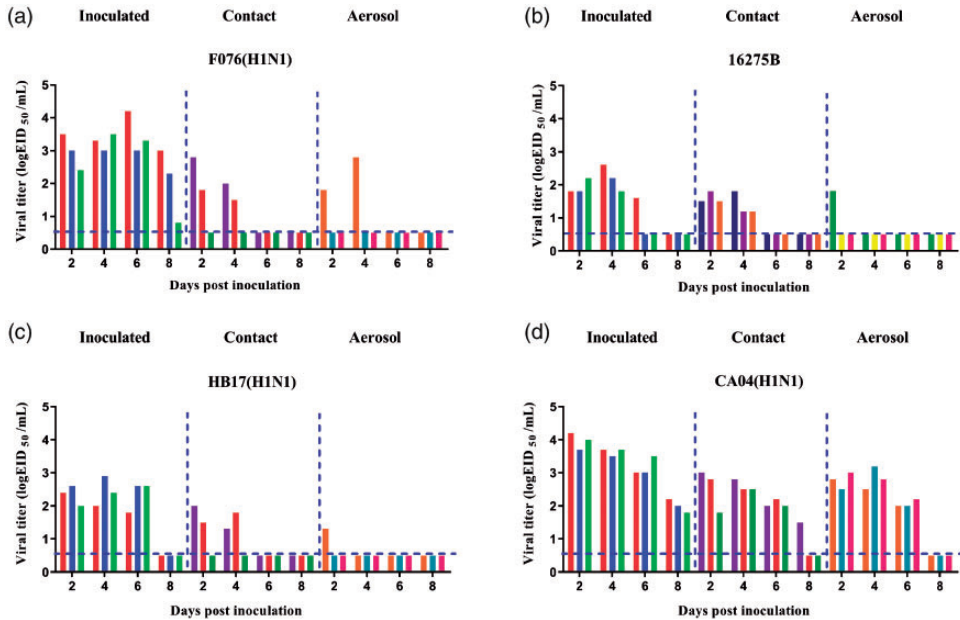 (a)
Inoculated Contact Aerosol
F076(H1N1)
Viral titer (logEID 50 /mL)
5
4
3
2
1
0
2 4 6 8 2 4 6 8 2 4 6 8
Days post inoculation
(b)
Inoculated Contact Aerosol
16275B
Viral titer (logEID 50 /mL)
5
4
3
2
1
0
2 4 6 8 2 4 6 8 2 4 6 8
Days post inoculation
(c)
Inoculated Contact Aerosol
HB17(H1N1)
Viral titer (logEID 50 /mL)
5
4
3
2
1
0
2 4 6 8 2 4 6 8 2 4 6 8
Days post inoculation
(d)
Inoculated Contact Aerosol
CA04(H1N1)
Viral titer (logEID 50 /mL)
5
4
3
2
1
0
2 4 6 8 2 4 6 8 2 4 6 8
Days post inoculation